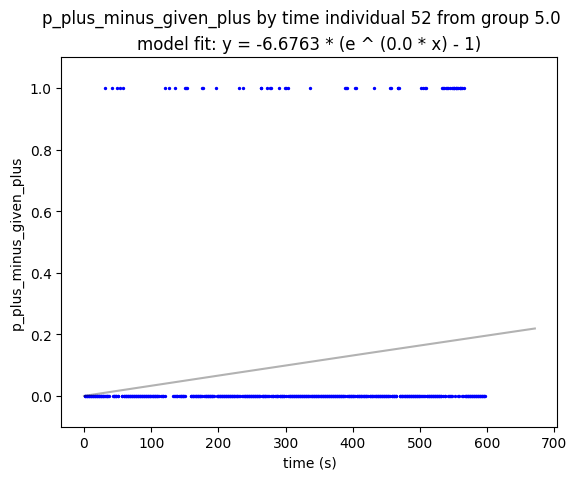 p_plus_minus_given_plus by time individual 52 from group 5.0
model fit: y = -6.6763 * (e ^ (0.0 * x) - 1)
p_plus_minus_given_plus
1.0
0.8
0.6
0.4
0.2
0.0
0 100 200 300 400 500 600 700
time (s)